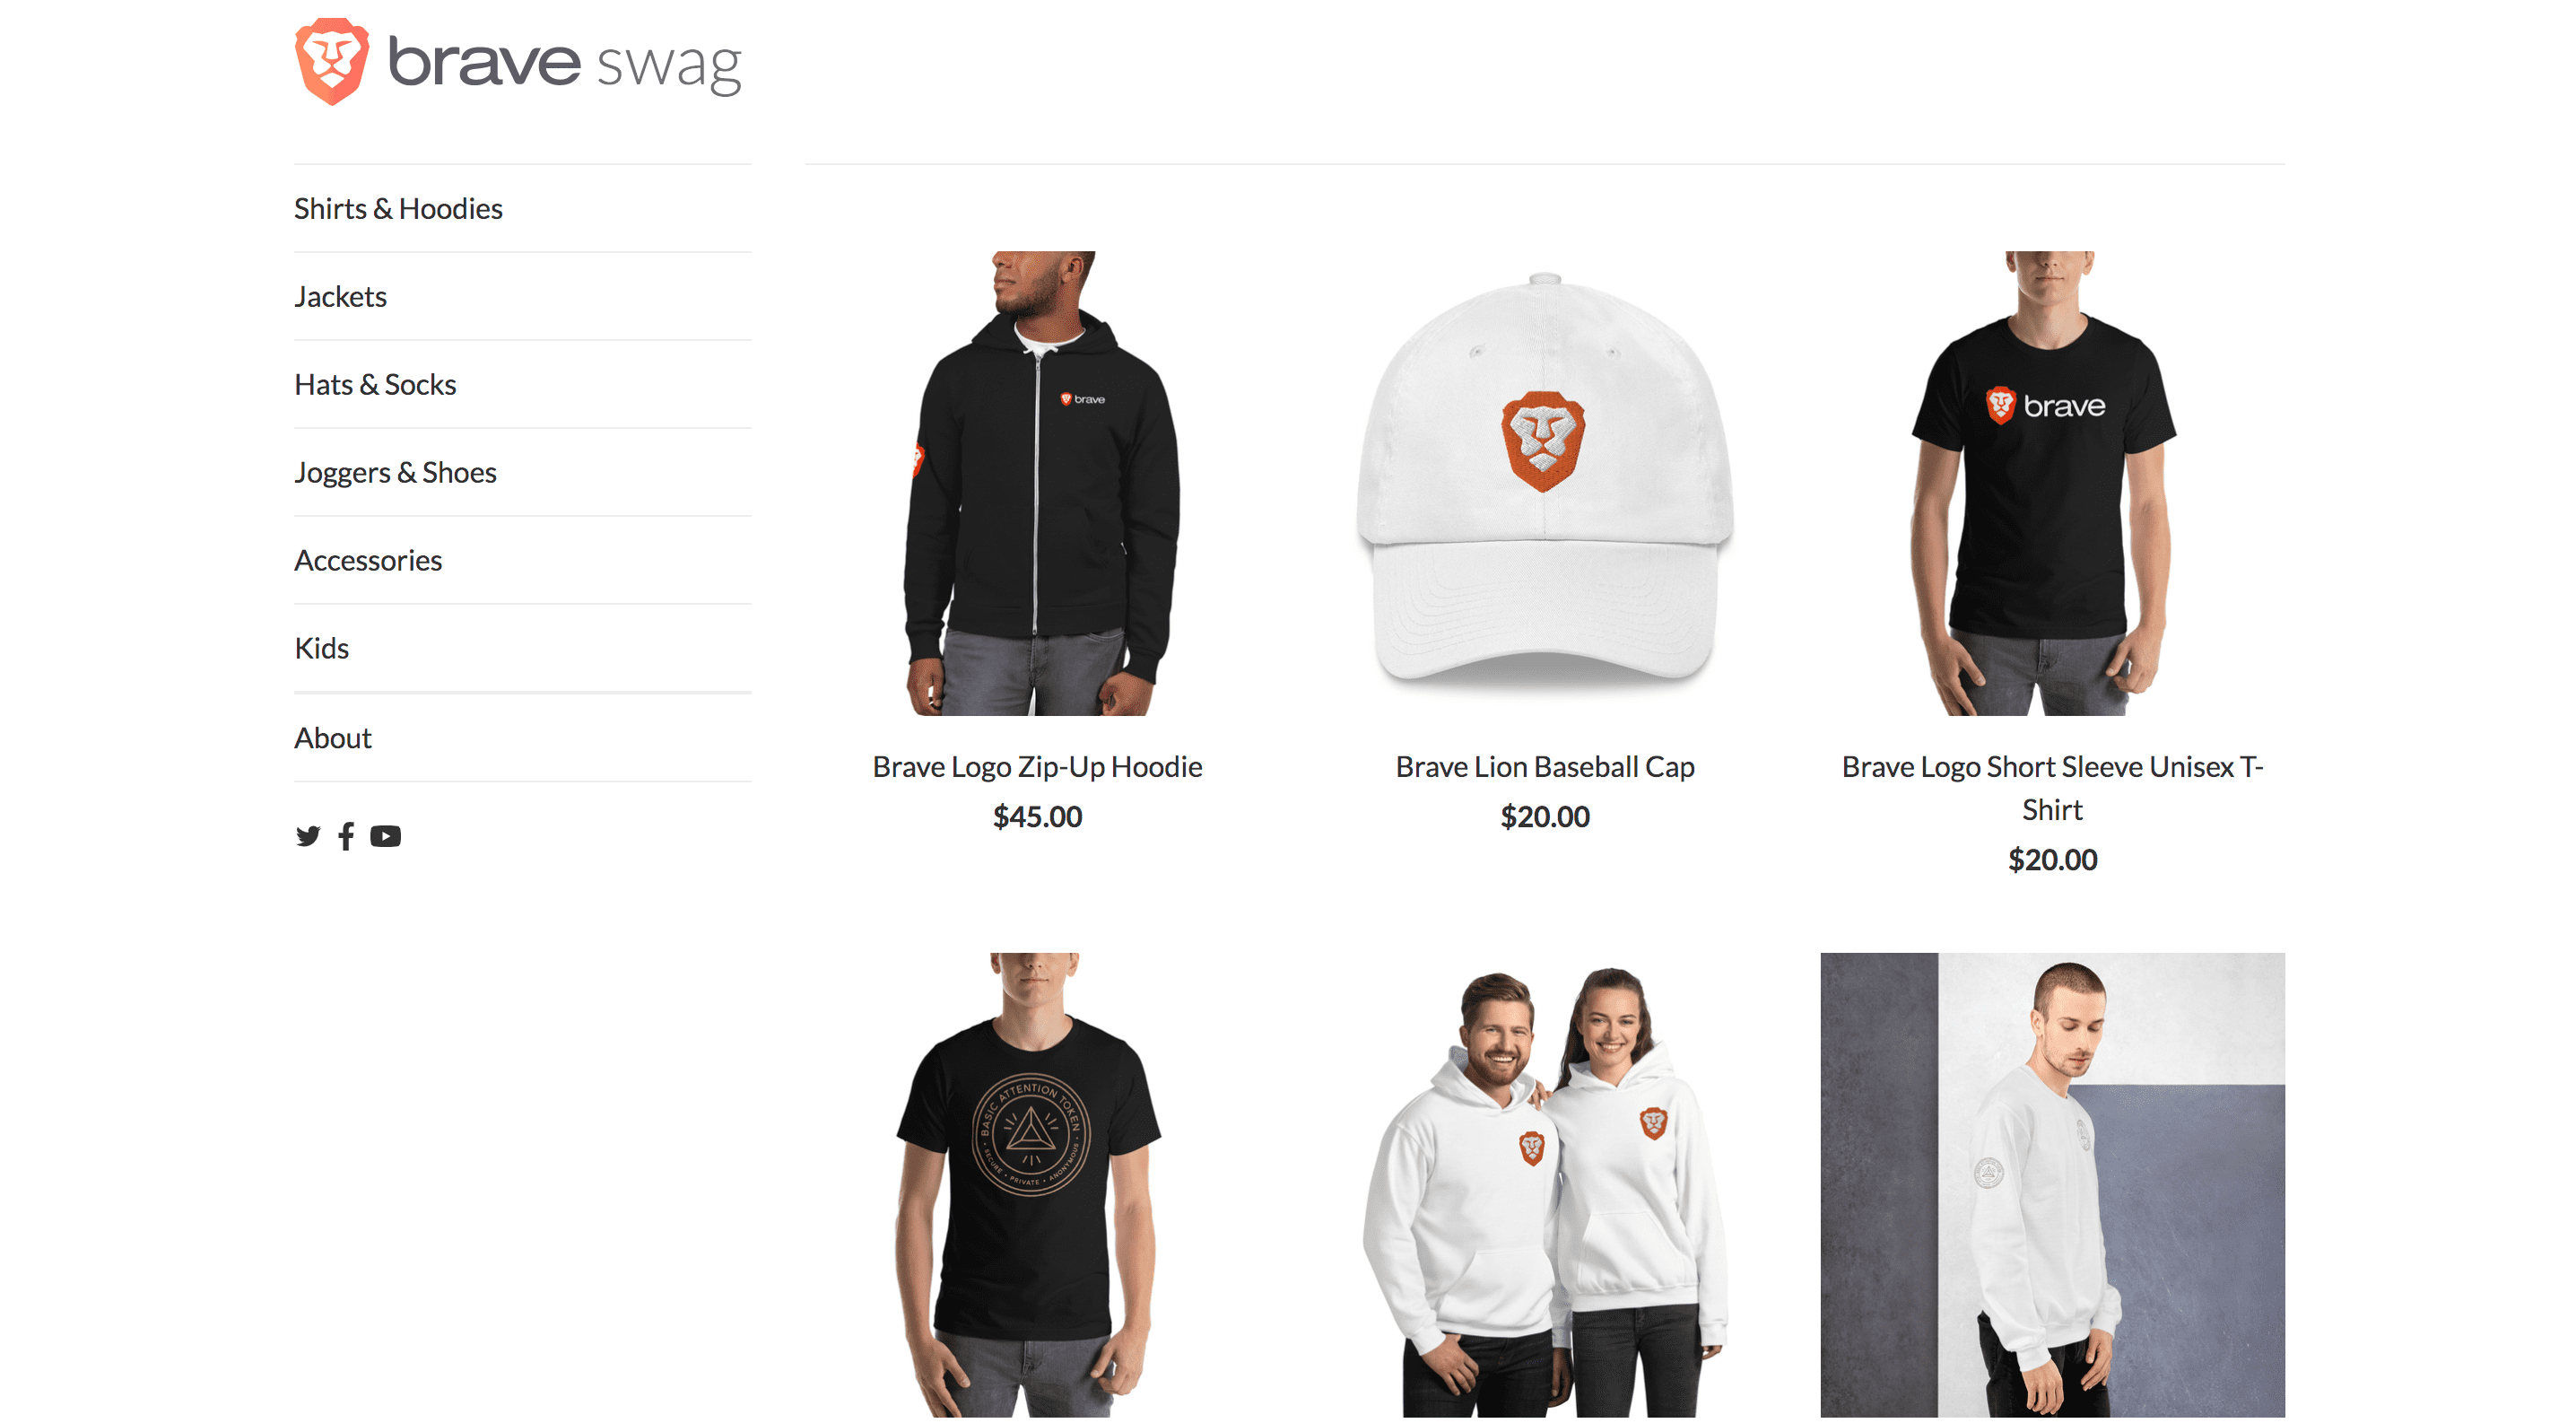 brave swag
Shirts & Hoodies
Jackets
Hats & Socks
Joggers & Shoes
Accessories
Kids
About
brave
brave
Brave Logo Zip-Up Hoodie
$45.00
Brave Lion Baseball Cap
$20.00
Brave Logo Short Sleeve Unisex T-
Shirt
$20.00
BASIC ATTENTION TOKEN
• SECURE • PRIVATE • ANONYMOUS •